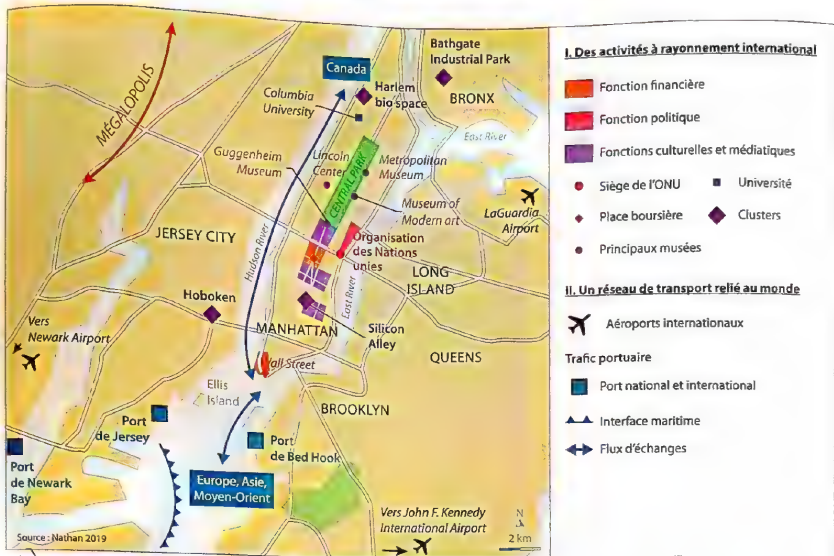 MÉGALOPOLIS
Canada
Bathgate
Industrial Park
Columbia
University
Harlem
bio space
BRONX
East River
Guggenheim
Museum
Lincoln
Center
CENTRAL PARK
Metropolitan
Museum
Museum of
Modern art
LaGuardia
Airport
JERSEY CITY
Hudson River
Organisation
des Nations
unies
LONG
ISLAND
East River
Hoboken
Vers
Newark Airport
MANHATTAN
Silicon
Alley
QUEENS
Wall Street
Ellis
Island
BROOKLYN
Port
de Jersey
Port
de Bed Hook
Port
de Newark
Bay
Europe, Asie,
Moyen-Orient
Vers John F. Kennedy
International Airport
N
2 km
Source : Nathan 2019
I. Des activités à rayonnement international
Fonction financière
Fonction politique
Fonctions culturelles et médiatiques
Siège de l'ONU
Université
Place boursière
Clusters
Principaux musées
II. Un réseau de transport relié au monde
Aéroports internationaux
Trafic portuaire
Port national et international
Interface maritime
Flux d'échanges